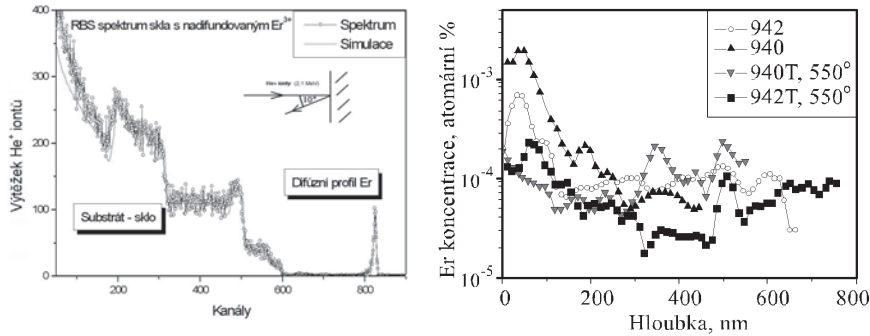 RBS spektrum skla s nadifundovaným Er3+
Spektrum
Simulace
He+ ionty (2,1 MeV)
10°
Difúzní profil Er
Substrát - sklo
Výtěžek He+ iontů
400
300
200
100
0
200
400
600
800
Kanály
942
940
940T, 550°
942T, 550°
Er koncentrace, atomární %
10-3
10-4
10-5
0
200
400
600
800
Hloubka, nm